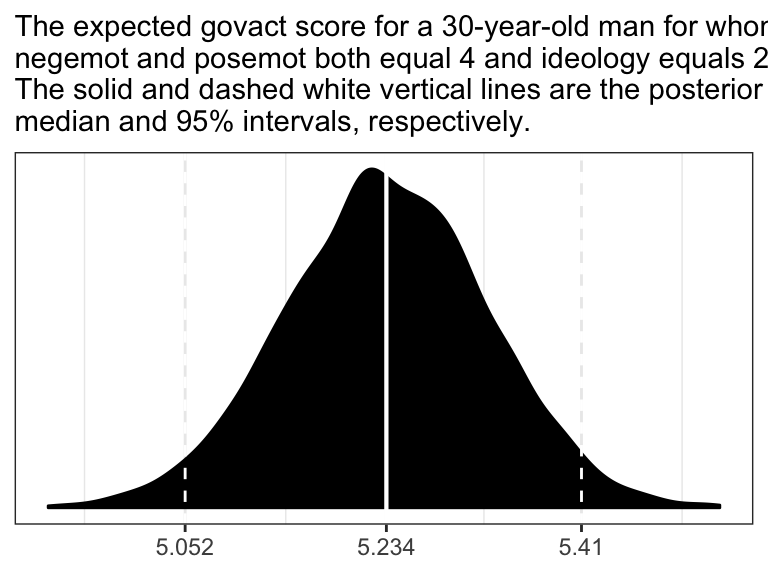 The expected govact score for a 30-year-old man for whor
negemot and posemot both equal 4 and ideology equals 2
The solid and dashed white vertical lines are the posterior
median and 95% intervals, respectively.
5.052 5.234 5.41